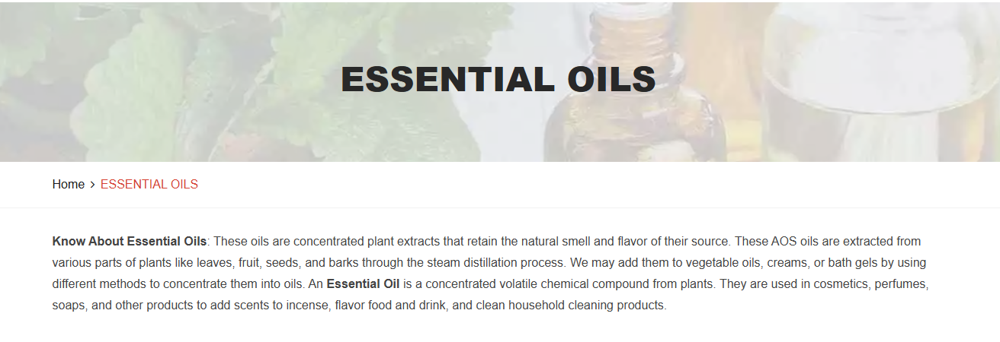 ESSENTIAL OILS
Home > ESSENTIAL OILS
Know About Essential Oils: These oils are concentrated plant extracts that retain the natural smell and flavor of their source. These AOS oils are extracted from
various parts of plants like leaves, fruit, seeds, and barks through the steam distillation process. We may add them to vegetable oils, creams, or bath gels by using
different methods to concentrate them into oils. An Essential Oil is a concentrated volatile chemical compound from plants. They are used in cosmetics, perfumes,
soaps, and other products to add scents to incense, flavor food and drink, and clean household cleaning products.